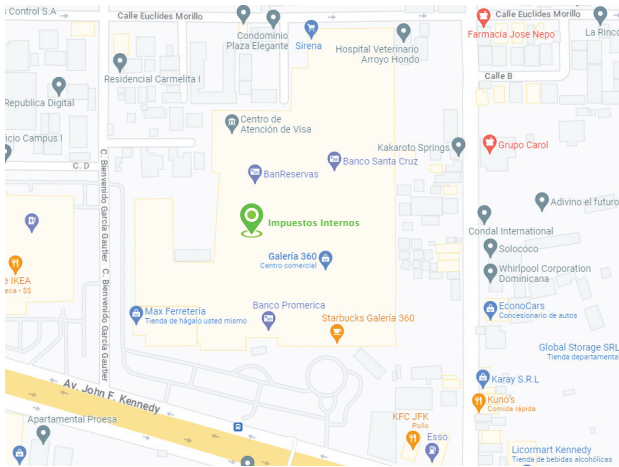 Control S.A
Calle Euclides Morillo
Calle Euclides Morillo
Condominio
Plaza Elegante
Sirena
Hospital Veterinario
Arroyo Hondo
Farmacia Jose Nepo
La Rinco
Residencial Carmelita I
Calle B
Republica Digital
Centro de
Atención de Visa
ficio Campus I
Kakaroto Springs
Grupo Carol
C. D
C. Bienvenido García Gautier
BanReservas
Banco Santa Cruz
Adivino el futuro
Impuestos Internos
Condal International
Solococo
Galería 360
Centro comercial
Whirlpool Corporation
Dominicana
e IKEA
eca • $$
C. Bienvenido García Gautier
Max Ferretería
Tienda de hágalo usted mismo
Banco Promerica
Starbucks Galería 360
EconoCars
Concesionario de autos
Global Storage SRL
Tienda departamental
Karay S.R.L
Av. John F. Kennedy
Kuno's
Comida rápida
Apartamental Proesa
KFC JFK
Pollo
Esso
Licormart Kennedy
Tienda de bebidas alcohólicas